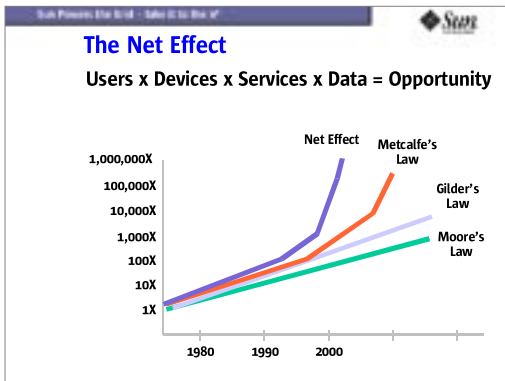 Sun
The Net Effect
Users x Devices x Services x Data = Opportunity
Net Effect
Metcalfe's
Law
Gilder's
Law
Moore's
Law
1,000,000X
100,000X
10,000X
1,000X
100X
10X
1X
1980
1990
2000